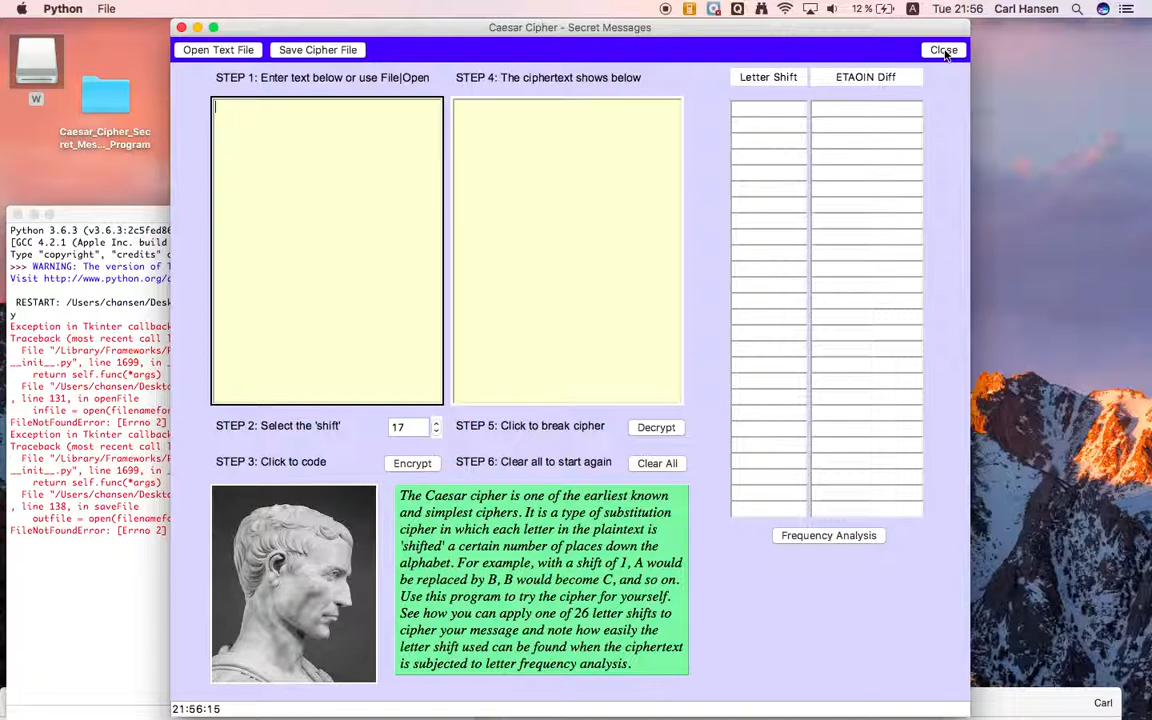 Python File 12% Tue 21:56 Carl Hansen
Caesar Cipher - Secret Messages
Open Text File Save Cipher File Close
STEP 1: Enter text below or use File|Open STEP 4: The ciphertext shows below Letter Shift ETAOIN Diff
W
Caesar_Cipher_Sec
ret_Mes..._Program
Python 3.6.3 (v3.6.3:2c5fed86
[GCC 4.2.1 (Apple Inc. build
Type "copyright", "credits"
>>> WARNING: The version of T
Visit http://www.python.org/
RESTART: /Users/chansen/Desk
y
Exception in Tkinter callback
Traceback (most recent call l
File "/Library/Frameworks/P
__init__.py", line 1699, in
return self.func(*args)
File "/Users/chansen/Deskto
, line 131, in openFile
infile = open(filenamefor
FileNotFoundError: [Errno 2]
Exception in Tkinter callback
Traceback (most recent call l
File "/Library/Frameworks/P
__init__.py", line 1699, in
return self.func(*args)
File "/Users/chansen/Deskto
, line 138, in saveFile
outfile = open(filenamefo
FileNotFoundError: [Errno 2]
STEP 2: Select the 'shift' 17 STEP 5: Click to break cipher Decrypt
STEP 3: Click to code Encrypt STEP 6: Clear all to start again Clear All
The Caesar cipher is one of the earliest known
and simplest ciphers. It is a type of substitution
cipher in which each letter in the plaintext is
'shifted' a certain number of places down the
alphabet. For example, with a shift of 1, A would
be replaced by B, B would become C, and so on.
Use this program to try the cipher for yourself.
See how you can apply one of 26 letter shifts to
cipher your message and note how easily the
letter shift used can be found when the ciphertext
is subjected to letter frequency analysis.
Frequency Analysis
21:56:15
Carl